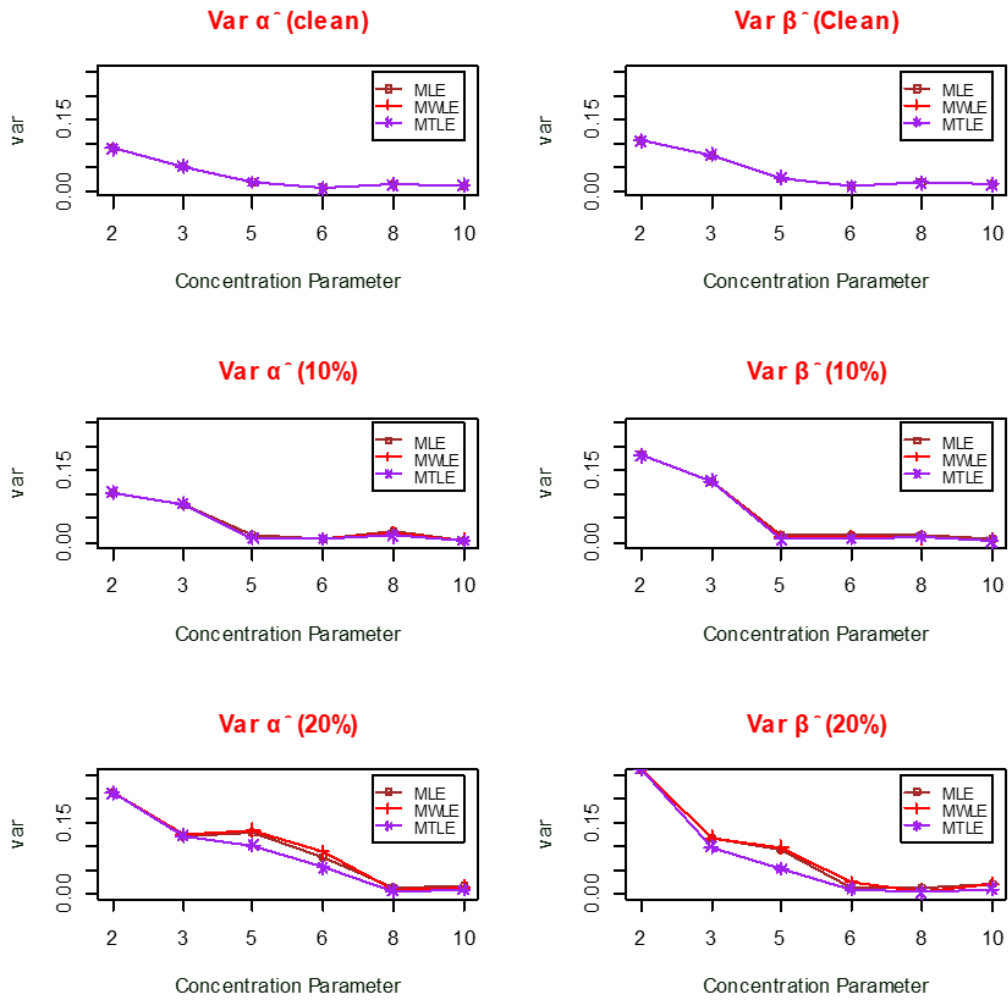 Var α ˆ (clean)
var
0.15
0.00
MLE
MWLE
MTLE
2 3 5 6 8 10
Concentration Parameter
Var β ˆ (Clean)
var
0.15
0.00
MLE
MWLE
MTLE
2 3 5 6 8 10
Concentration Parameter
Var α ˆ (10%)
var
0.15
0.00
MLE
MWLE
MTLE
2 3 5 6 8 10
Concentration Parameter
Var β ˆ (10%)
var
0.15
0.00
MLE
MWLE
MTLE
2 3 5 6 8 10
Concentration Parameter
Var α ˆ (20%)
var
0.15
0.00
MLE
MWLE
MTLE
2 3 5 6 8 10
Concentration Parameter
Var β ˆ (20%)
var
0.15
0.00
MLE
MWLE
MTLE
2 3 5 6 8 10
Concentration Parameter